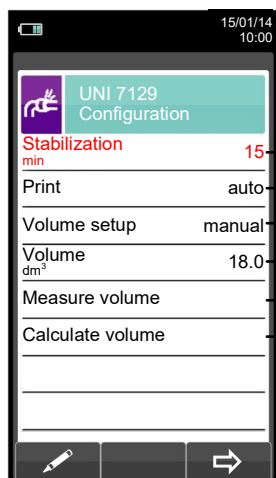 15/01/14
10:00
UNI 7129
Configuration
Stabilization 15
min
Print auto
Volume setup manual
Volume 18.0
dm³
Measure volume
Calculate volume